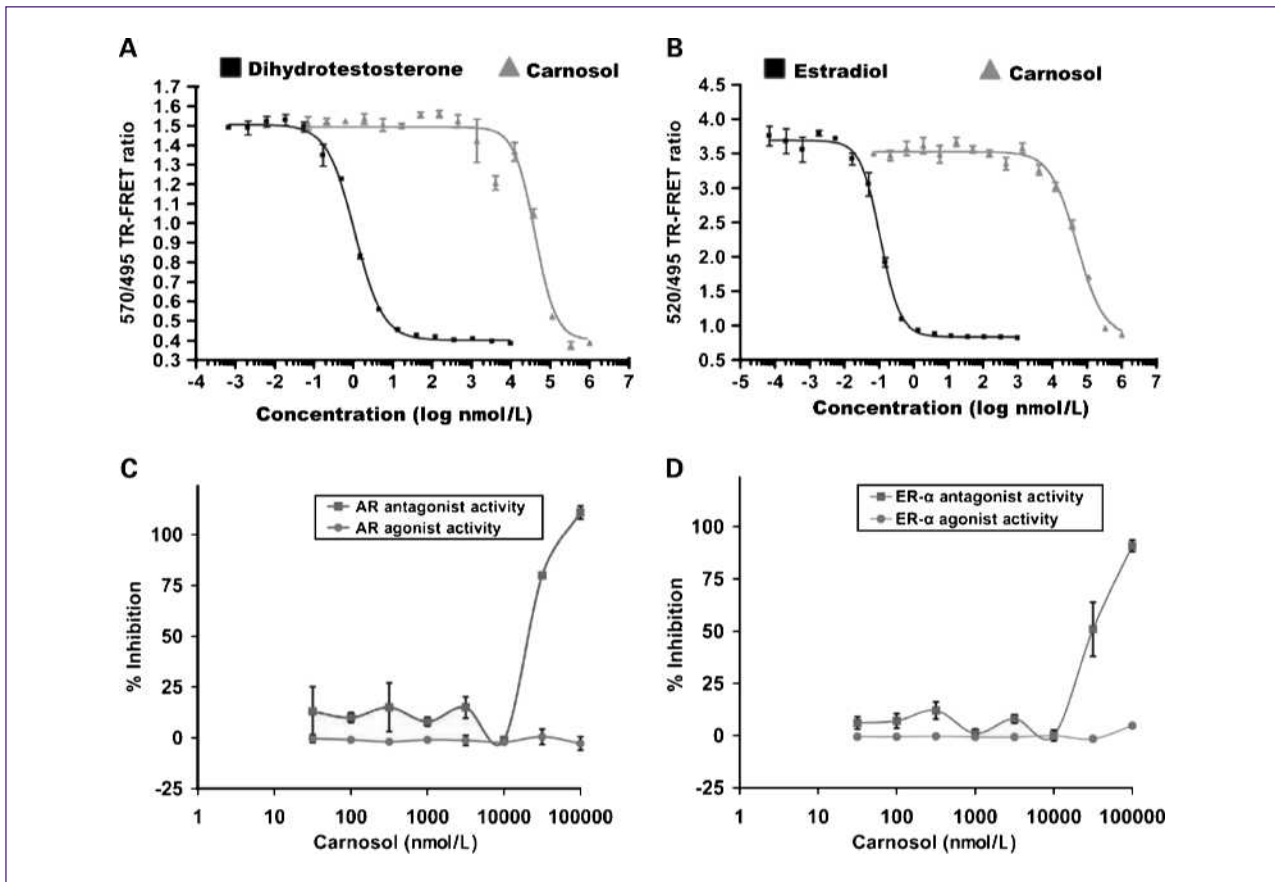 A
Dihydrotestosterone Carnosol
1.7
1.6
1.5
1.4
1.3
1.2
1.1
1.0
0.9
0.8
0.7
0.6
0.5
0.4
0.3
570/495 TR-FRET ratio
-4 -3 -2 -1 0 1 2 3 4 5 6 7
Concentration (log nmol/L)
B
Estradiol Carnosol
4.5
4.0
3.5
3.0
2.5
2.0
1.5
1.0
0.5
520/495 TR-FRET ratio
-5 -4 -3 -2 -1 0 1 2 3 4 5 6 7
Concentration (log nmol/L)
C
AR antagonist activity
AR agonist activity
100
75
50
25
0
-25
% Inhibition
1 10 100 1000 10000 100000
Carnosol (nmol/L)
D
ER-α antagonist activity
ER-α agonist activity
100
75
50
25
0
-25
% Inhibition
1 10 100 1000 10000 100000
Carnosol (nmol/L)